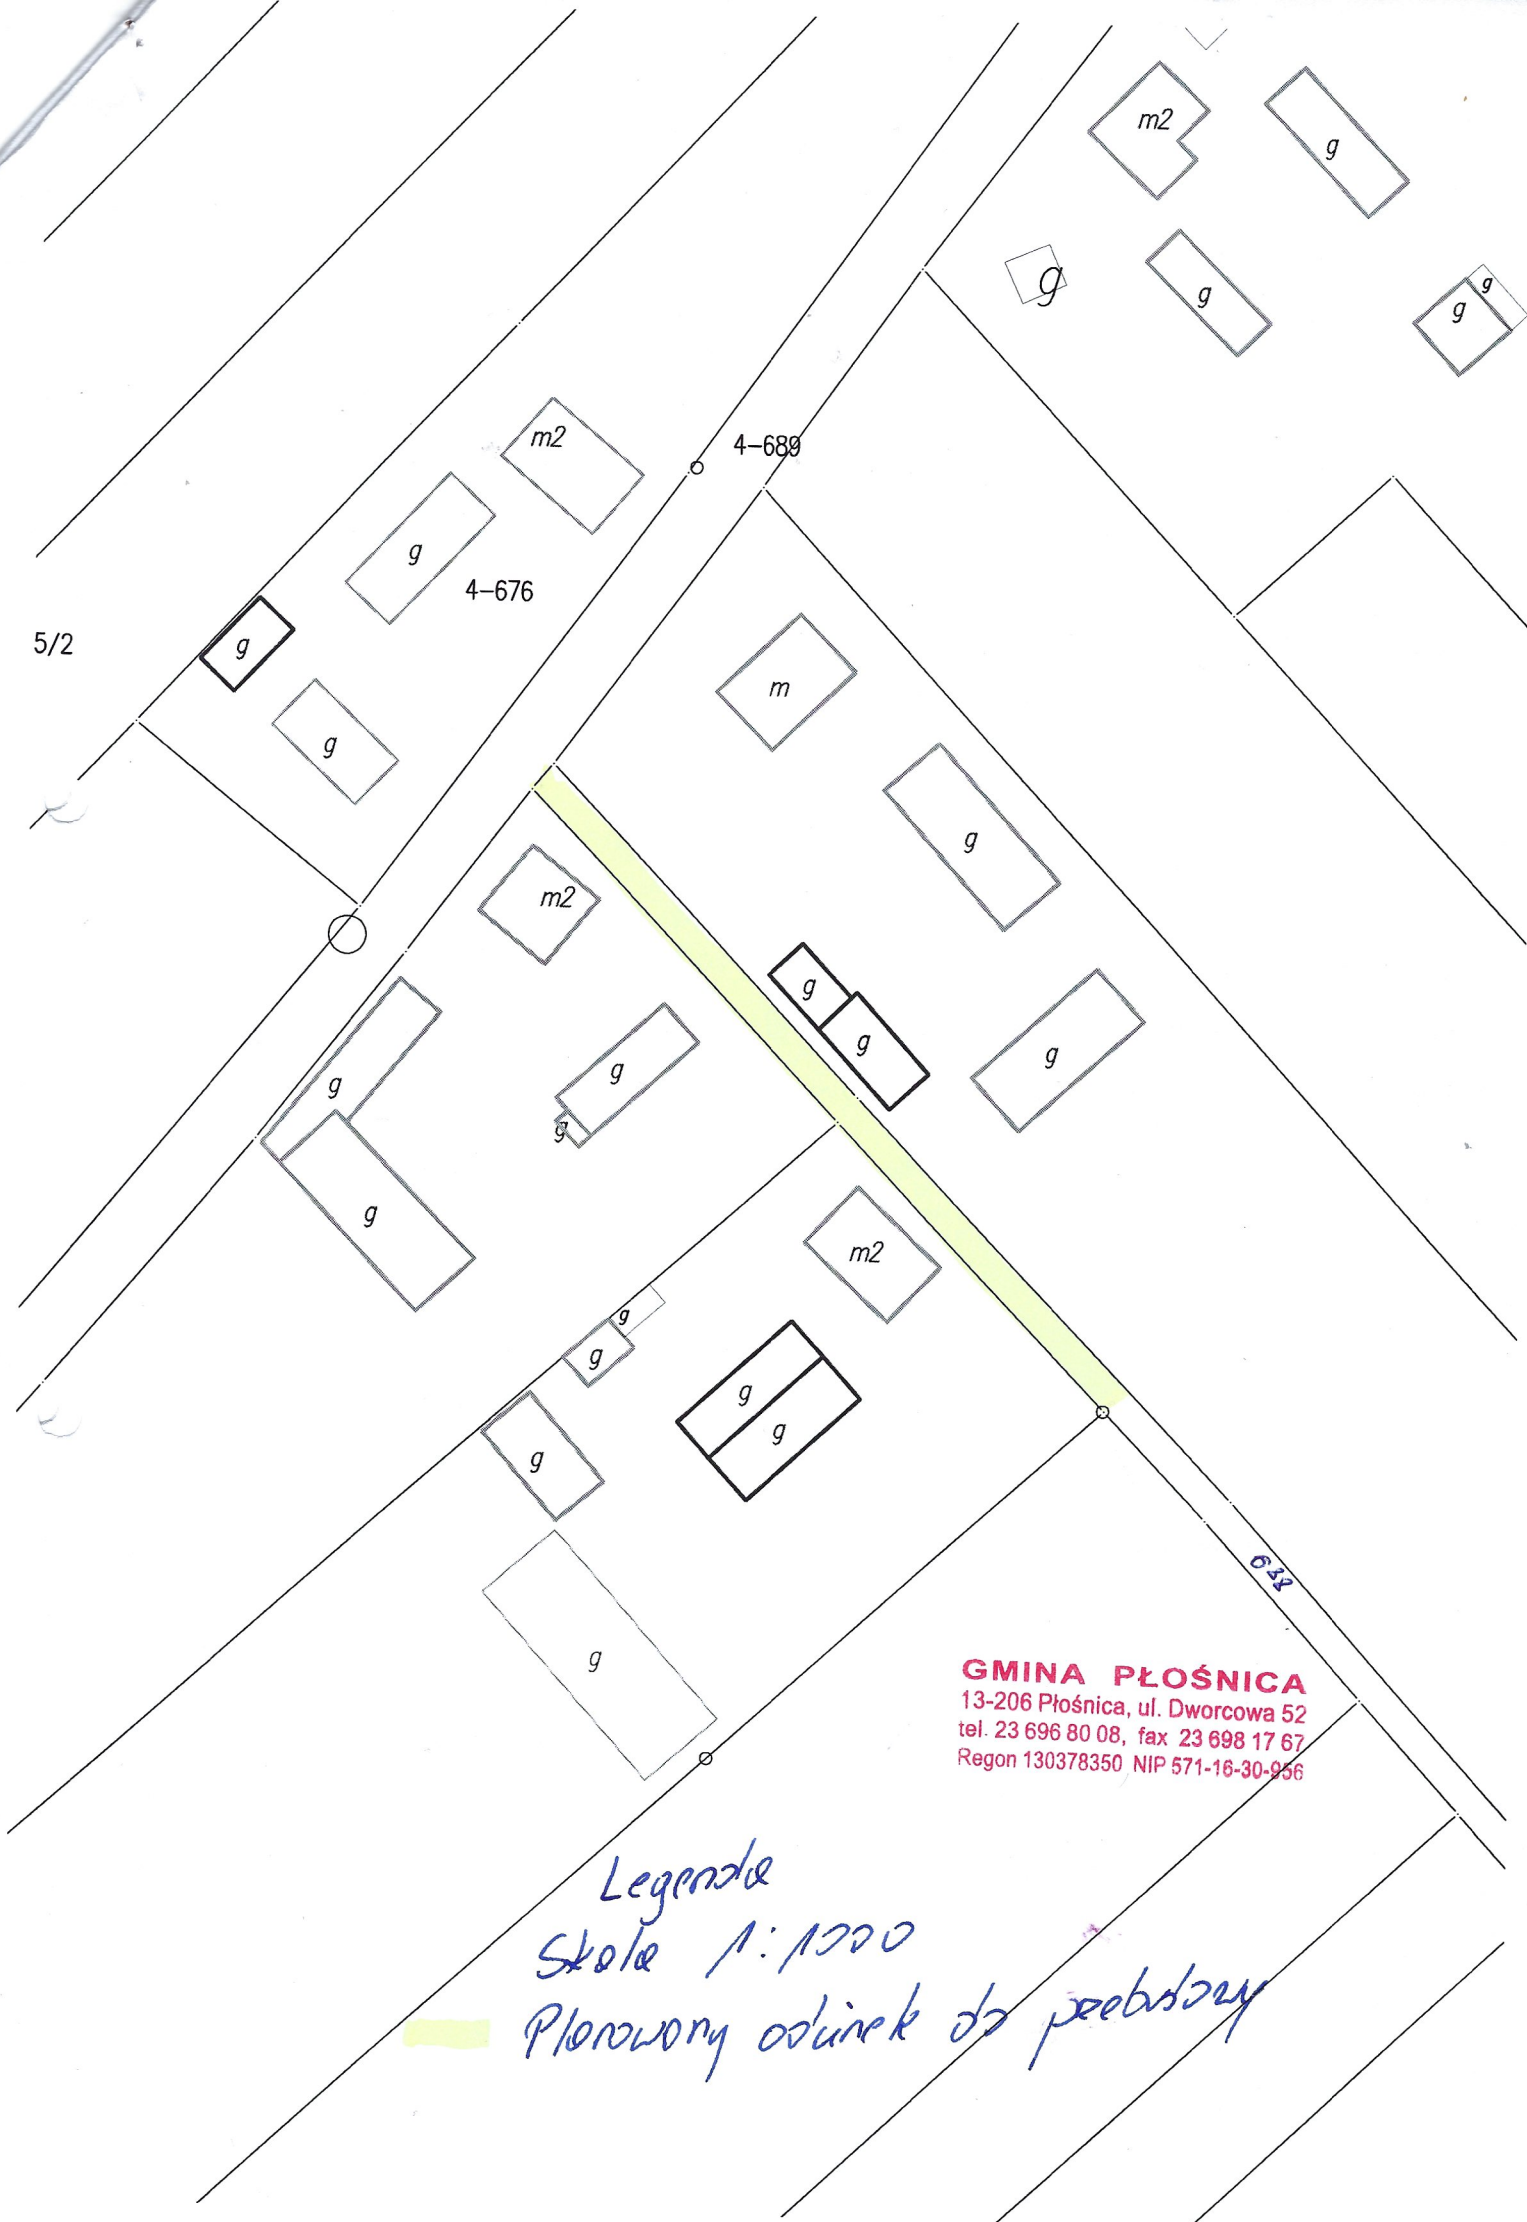 m2
g
g
g
g
g
4-689
m2
g
4-676
g
5/2
g
m
g
m2
g
g
g
g
g
g
g
m2
g
g
g
g
g
g
638
GMINA PŁOŚNICA
13-206 Płośnica, ul. Dworcowa 52
tel. 23 696 80 08, fax 23 698 17 67
Regon 130378350 NIP 571-16-30-956
Legenda
Skala 1:1000
Planowany odcinek do przebudowy